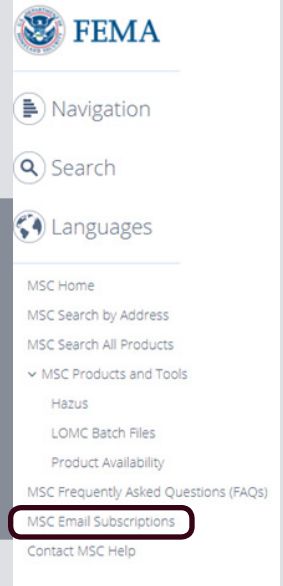 FEMA
Navigation
Search
Languages
MSC Home
MSC Search by Address
MSC Search All Products
MSC Products and Tools
Hazus
LOMC Batch Files
Product Availability
MSC Frequently Asked Questions (FAQs)
MSC Email Subscriptions
Contact MSC Help